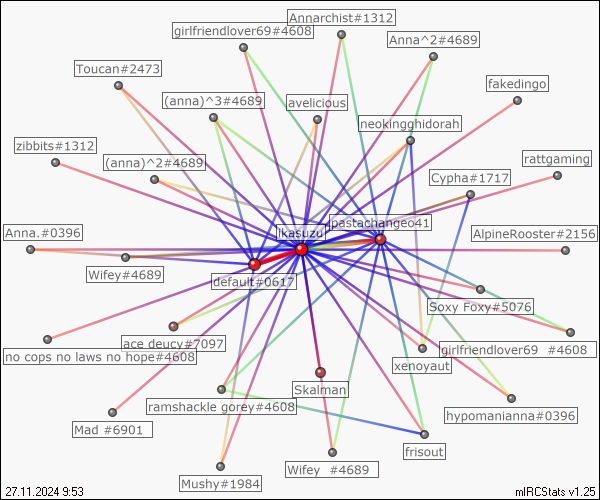 Annarchist#1312
girlfriendlover69#4608
Anna^2#4689
Toucan#2473
fakedingo
(anna)^3#4689
avelicious
neokingghidorah
zibbits#1312
(anna)^2#4689
rattgaming
Cypha#1717
pastachangeo41
ikasuzu
Anna.#0396
AlpineRooster#2156
Wifey#4689
default#0617
Soxy Foxy#5076
ace deucy#7097
no cops no laws no hope#4608
girlfriendlover69 #4608
xenoyaut
Skalman
ramshackle gorey#4608
hypomanianna#0396
Mad #6901
frisout
Wifey #4689
Mushy#1984
27.11.2024 9:53
mIRCStats v1.25